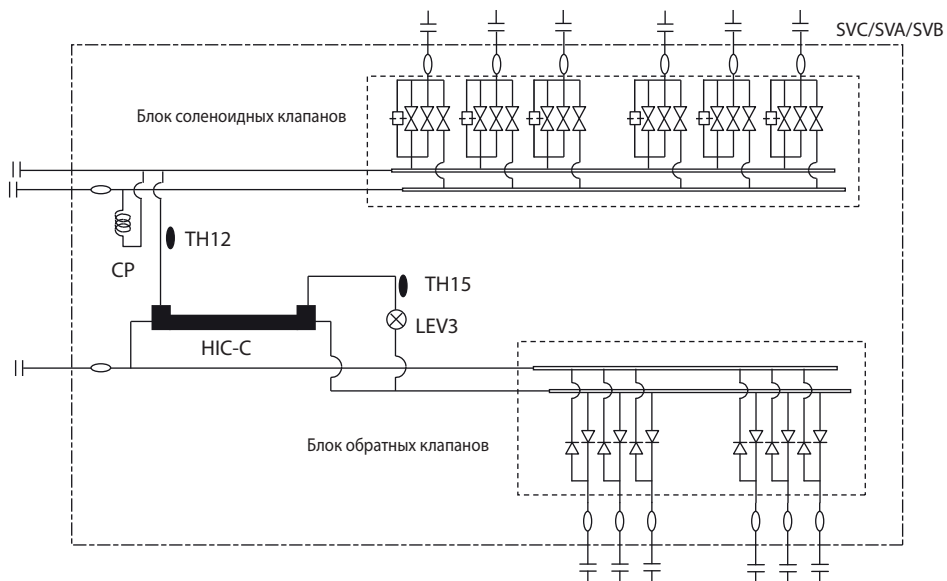 SVC/SVA/SVB
Блок соленоидных клапанов
TH12
CP
TH15
LEV3
HIC-C
Блок обратных клапанов